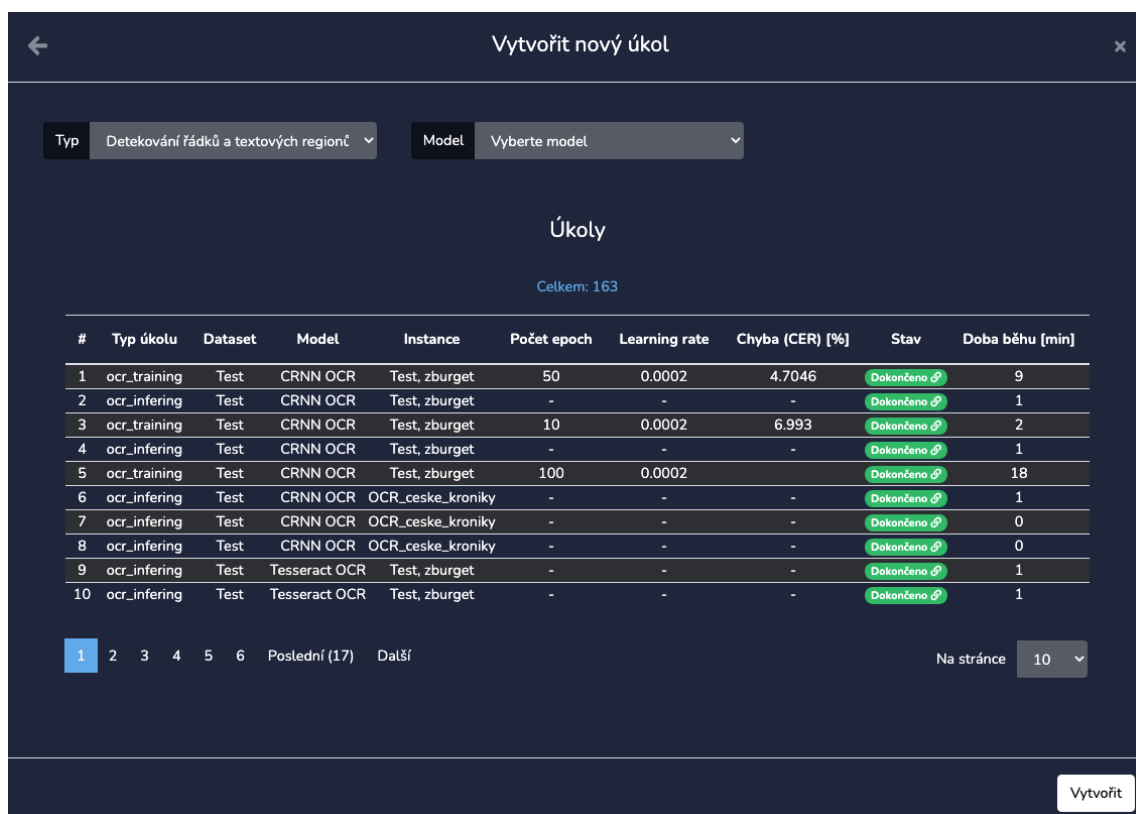 Vytvořit nový úkol
Typ Detekování řádků a textových regionů Model Vyberte model
Úkoly
Celkem: 163
# Typ úkolu Dataset Model Instance Počet epoch Learning rate Chyba (CER) [%] Stav Doba běhu [min]
1 ocr_training Test CRNN OCR Test, zburget 50 0.0002 4.7046 Dokončeno 9
2 ocr_infering Test CRNN OCR Test, zburget - - - Dokončeno 1
3 ocr_training Test CRNN OCR Test, zburget 10 0.0002 6.993 Dokončeno 2
4 ocr_infering Test CRNN OCR Test, zburget - - - Dokončeno 1
5 ocr_training Test CRNN OCR Test, zburget 100 0.0002 Dokončeno 18
6 ocr_infering Test CRNN OCR OCR_ceske_kroniky - - - Dokončeno 1
7 ocr_infering Test CRNN OCR OCR_ceske_kroniky - - - Dokončeno 0
8 ocr_infering Test CRNN OCR OCR_ceske_kroniky - - - Dokončeno 0
9 ocr_infering Test Tesseract OCR Test, zburget - - - Dokončeno 1
10 ocr_infering Test Tesseract OCR Test, zburget - - - Dokončeno 1
1 2 3 4 5 6 Poslední (17) Další Na stránce 10
Vytvořit